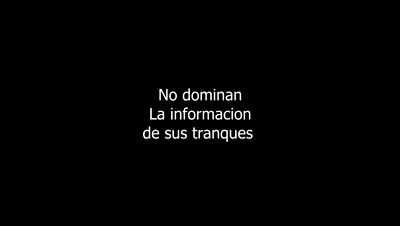 No dominan
La informacion
de sus tranques